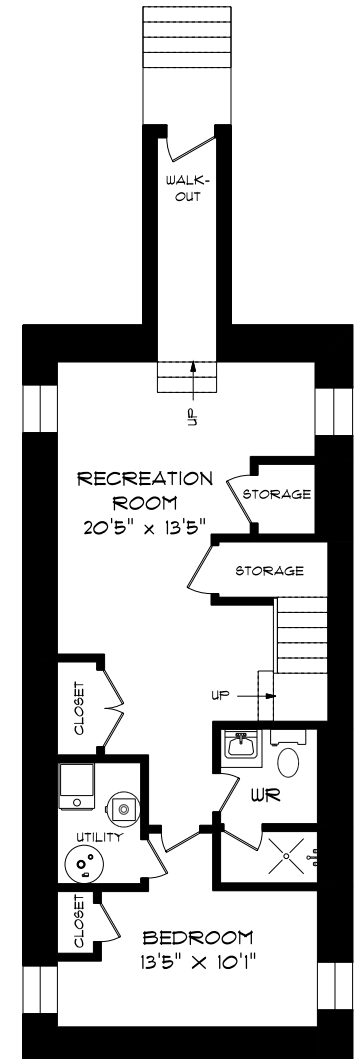 WALK-
OUT
UP
RECREATION
ROOM
20'5" x 13'5"
STORAGE
STORAGE
UP
CLOSET
WR
UTILITY
CLOSET
BEDROOM
13'5" X 10'1"